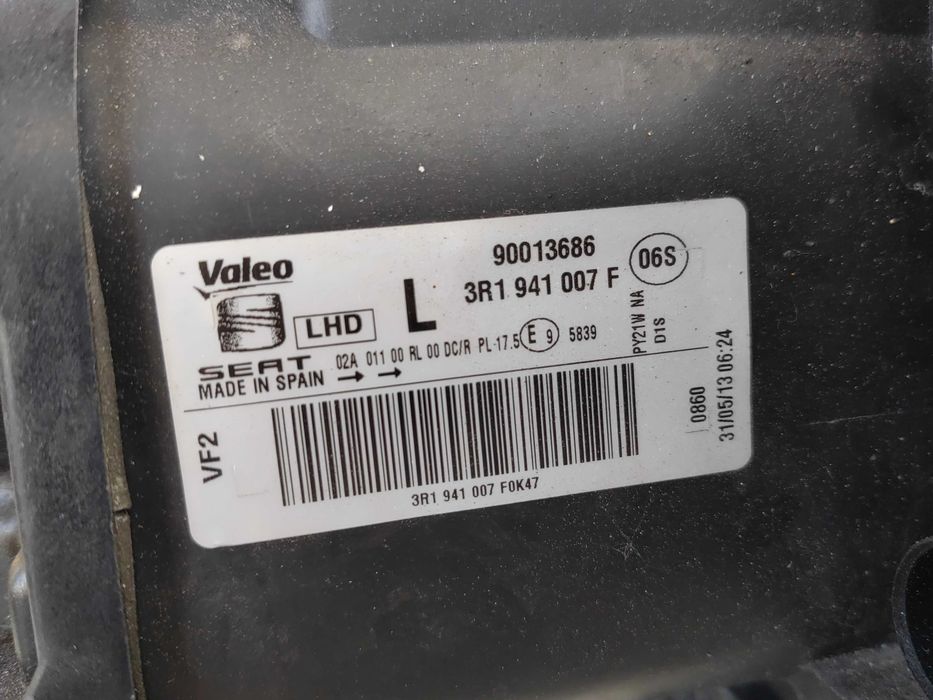 Valeo
90013686
06S
3R1 941 007 F
L
LHD
SEAT
02A 011 00 RL 00 DC/R PL-17.5 E 9 5839
PY21W NA
D1S
MADE IN SPAIN
VF2
0860
31/05/13 06:24
3R1 941 007 F0K47